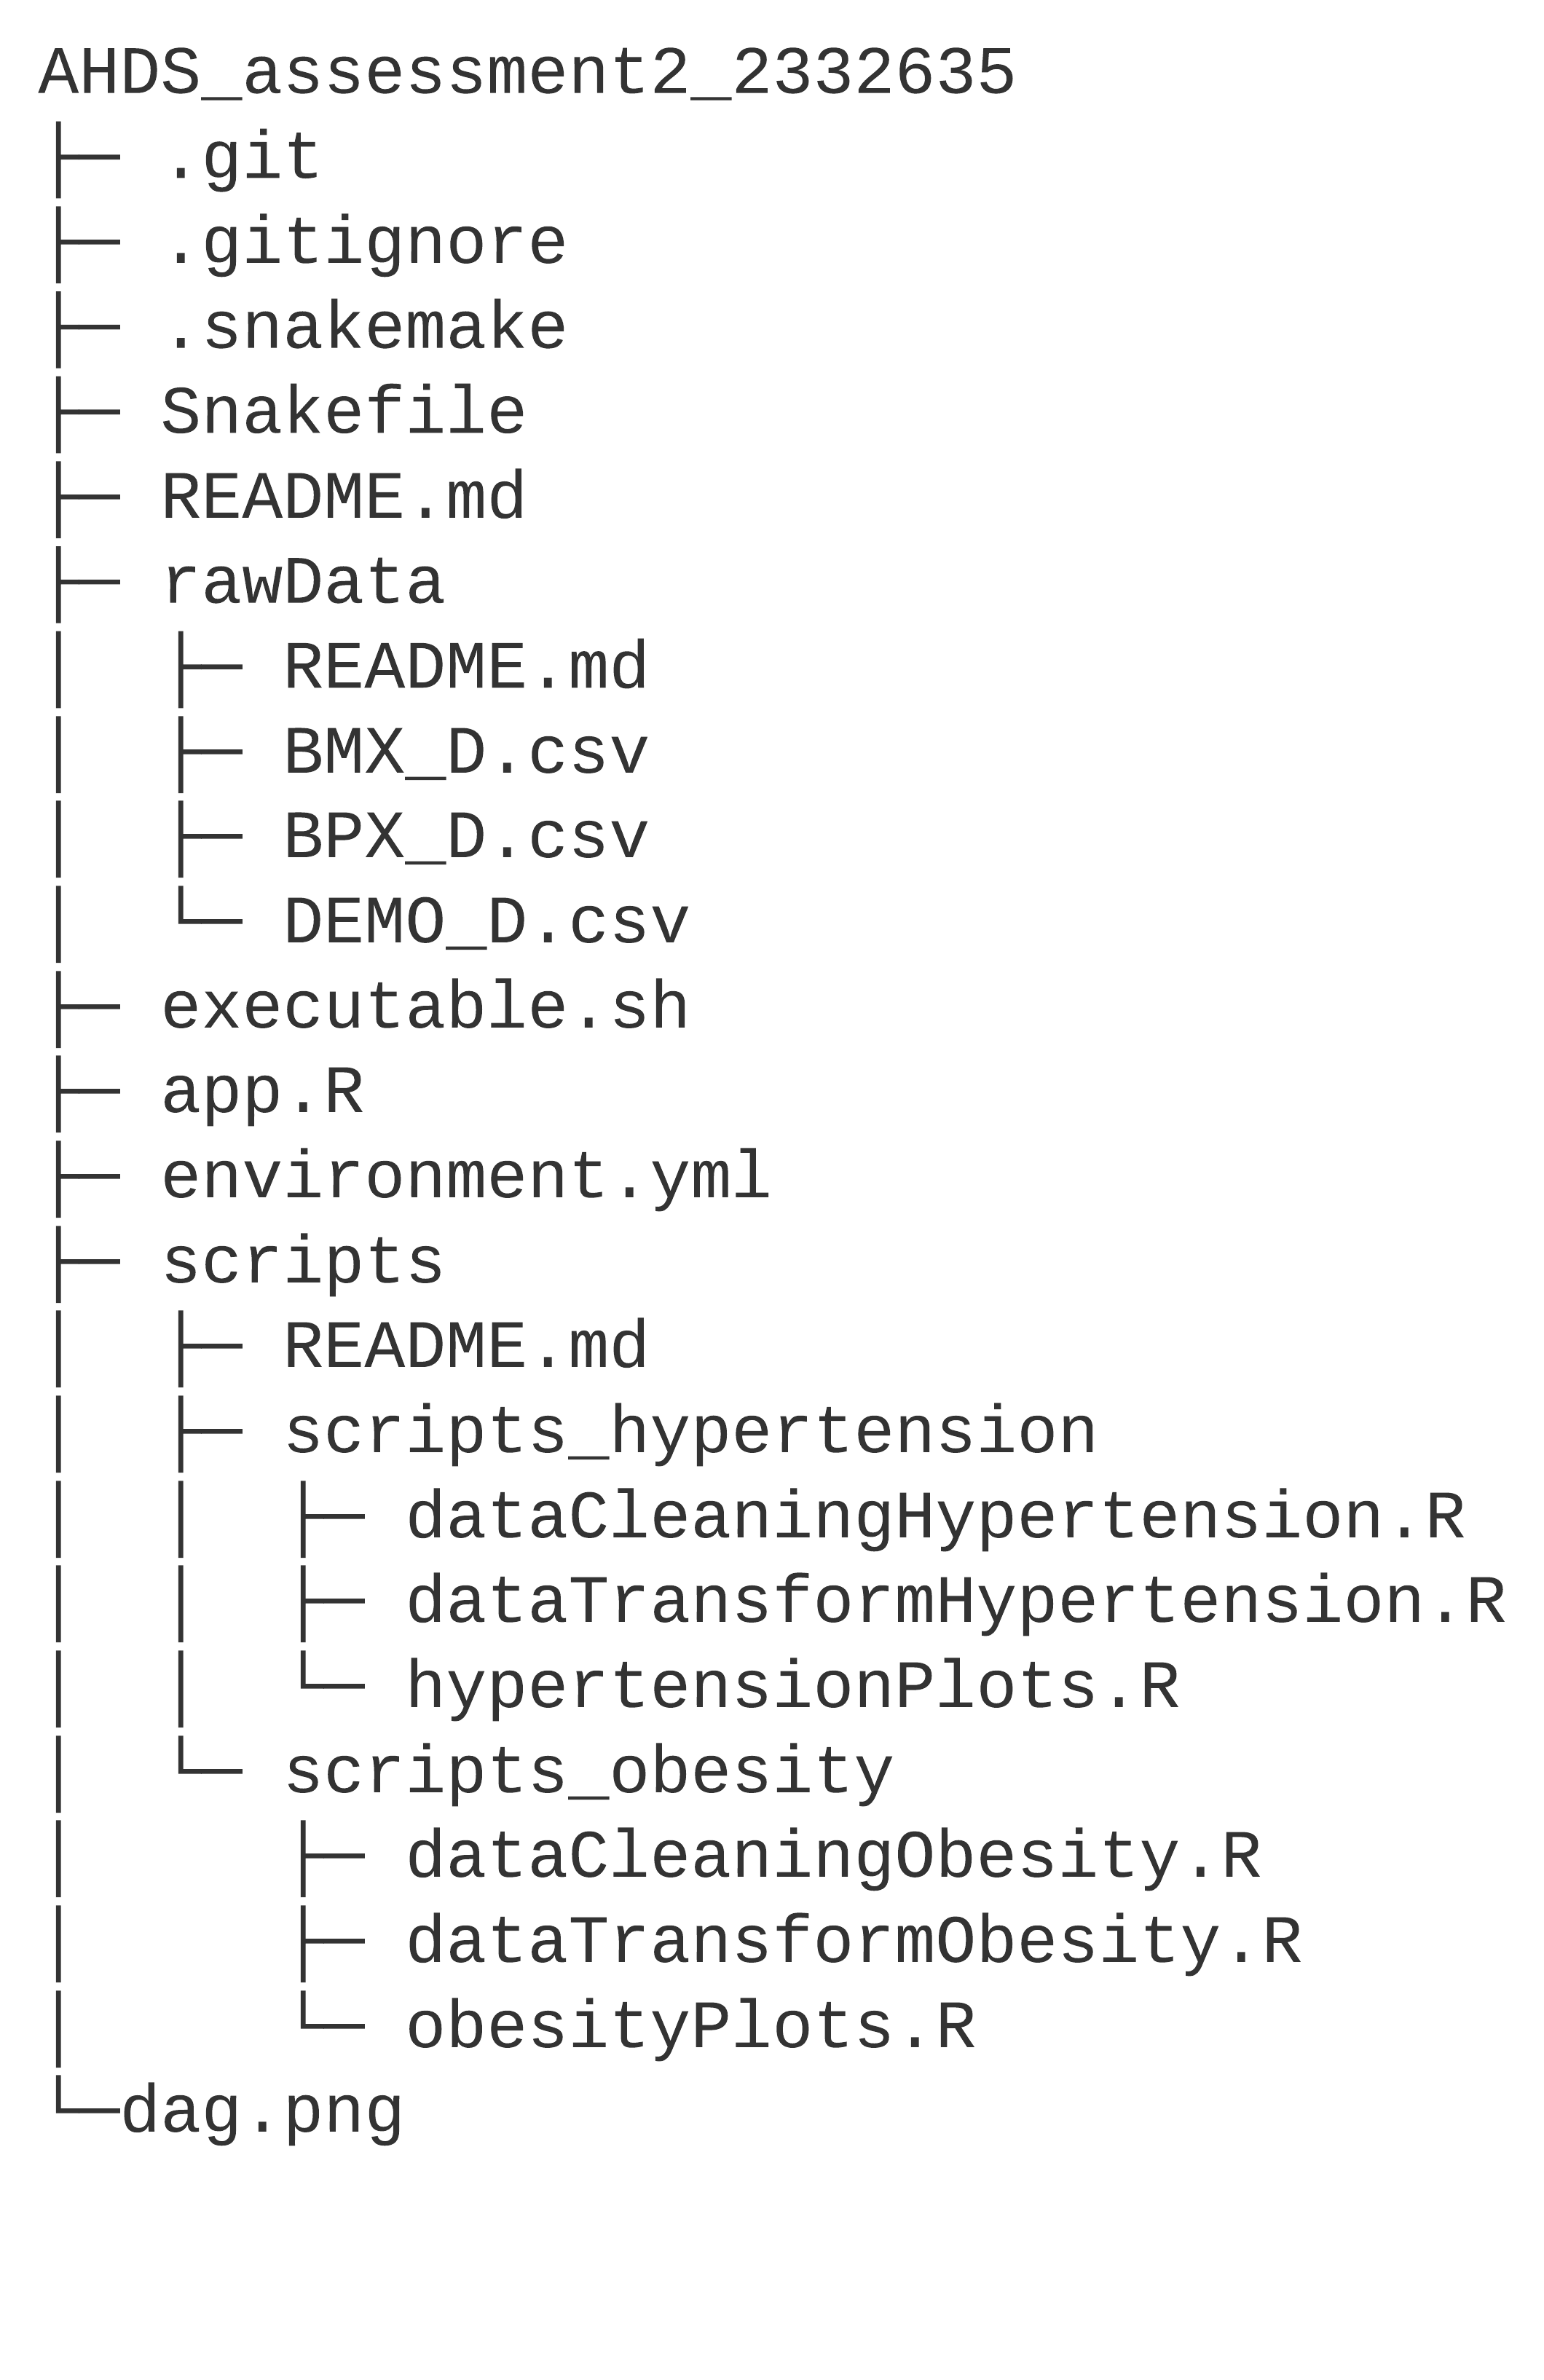 AHDS_assessment2_2332635
├─ .git
├─ .gitignore
├─ .snakemake
├─ Snakefile
├─ README.md
├─ rawData
│  ├─ README.md
│  ├─ BMX_D.csv
│  ├─ BPX_D.csv
│  └─ DEMO_D.csv
├─ executable.sh
├─ app.R
├─ environment.yml
├─ scripts
│  ├─ README.md
│  ├─ scripts_hypertension
│  │  ├─ dataCleaningHypertension.R
│  │  ├─ dataTransformHypertension.R
│  │  └─ hypertensionPlots.R
│  └─ scripts_obesity
│     ├─ dataCleaningObesity.R
│     ├─ dataTransformObesity.R
│     └─ obesityPlots.R
└─dag.png